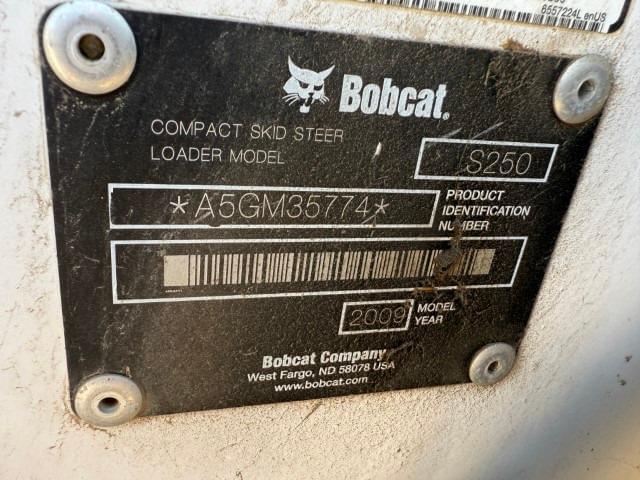 6557224L enUS
Bobcat.
COMPACT SKID STEER
LOADER MODEL
S250
*A5GM35774*
PRODUCT
IDENTIFICATION
NUMBER
2009
MODEL
YEAR
Bobcat Company
West Fargo, ND 58078 USA
www.bobcat.com